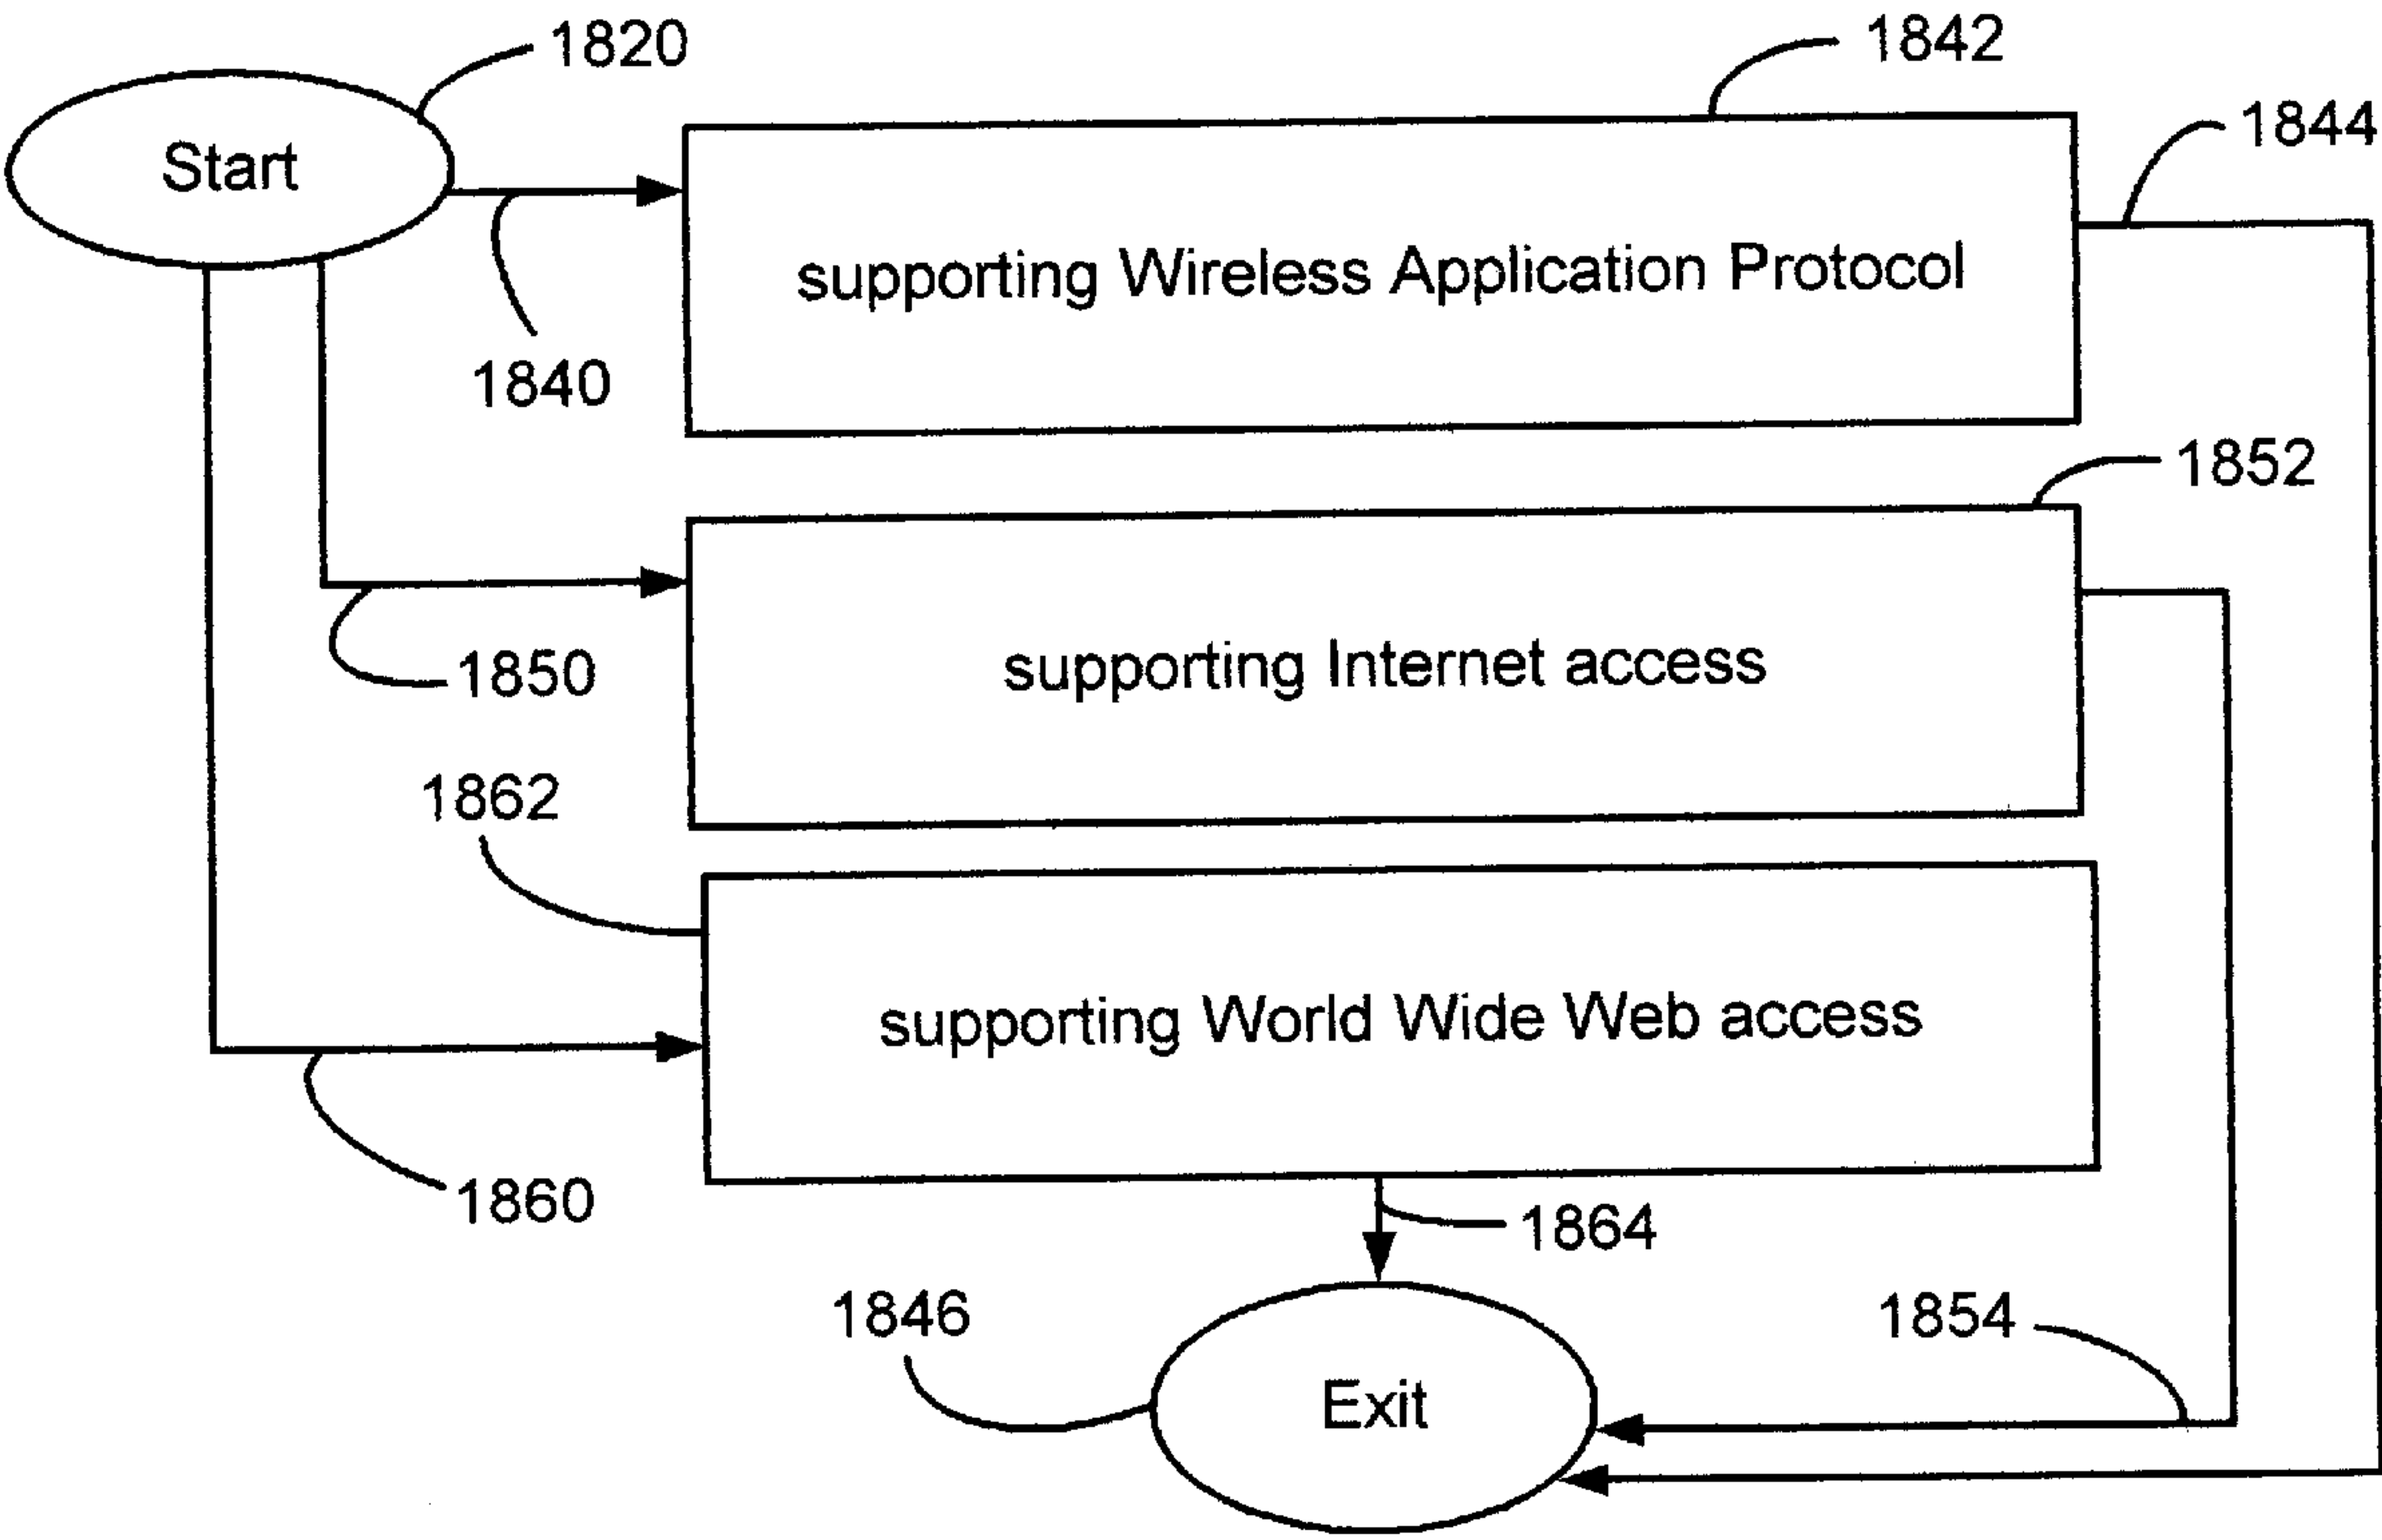 1820
1842
1844
Start
supporting Wireless Application Protocol
1840
1852
supporting Internet access
1850
1862
supporting World Wide Web access
1860
1864
1846
1854
Exit